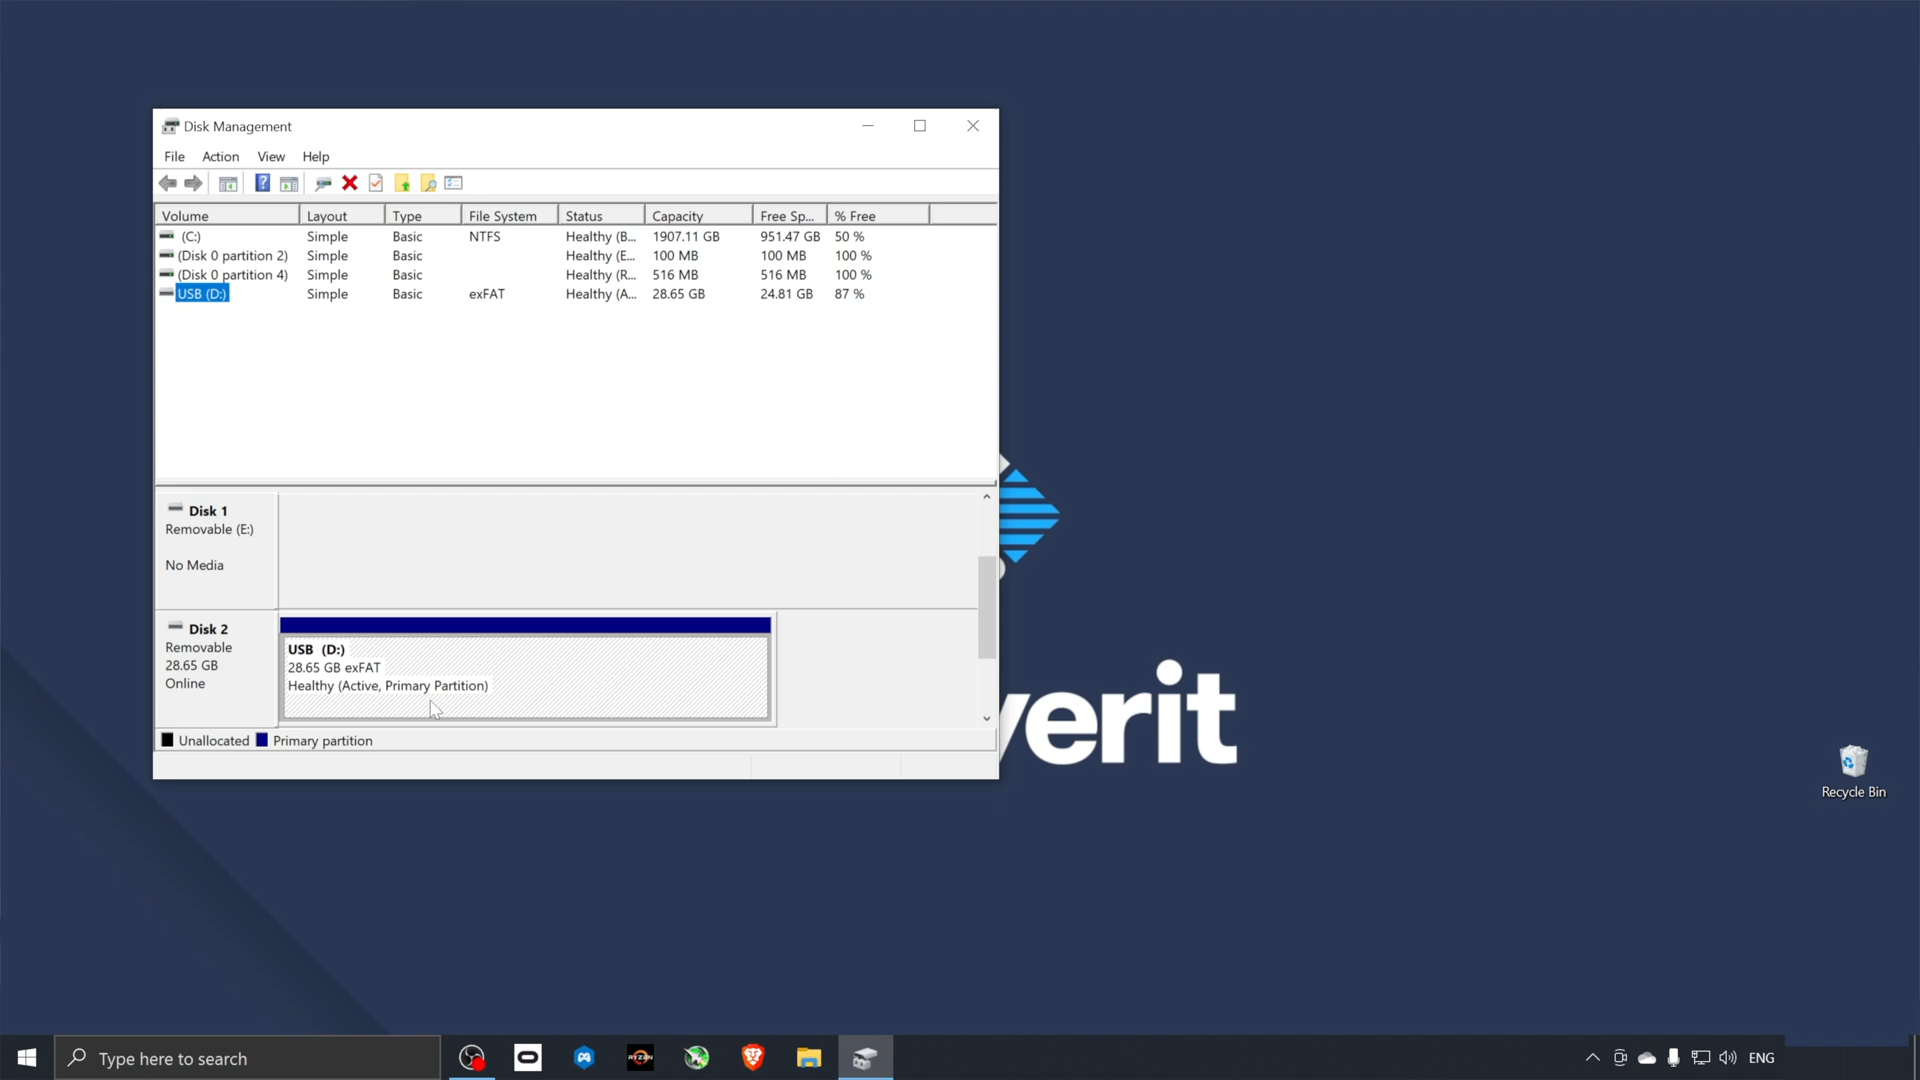 Disk Management
File Action View Help
Volume Layout Type File System Status Capacity Free Sp... % Free
(C:) Simple Basic NTFS Healthy (B... 1907.11 GB 951.47 GB 50 %
(Disk 0 partition 2) Simple Basic Healthy (E... 100 MB 100 MB 100 %
(Disk 0 partition 4) Simple Basic Healthy (R... 516 MB 516 MB 100 %
USB (D:) Simple Basic exFAT Healthy (A... 28.65 GB 24.81 GB 87 %
Disk 1
Removable (E:)
No Media
Disk 2
Removable
28.65 GB
Online
USB (D:)
28.65 GB exFAT
Healthy (Active, Primary Partition)
Unallocated Primary partition
verit
Recycle Bin
Type here to search
RYZEN
ENG